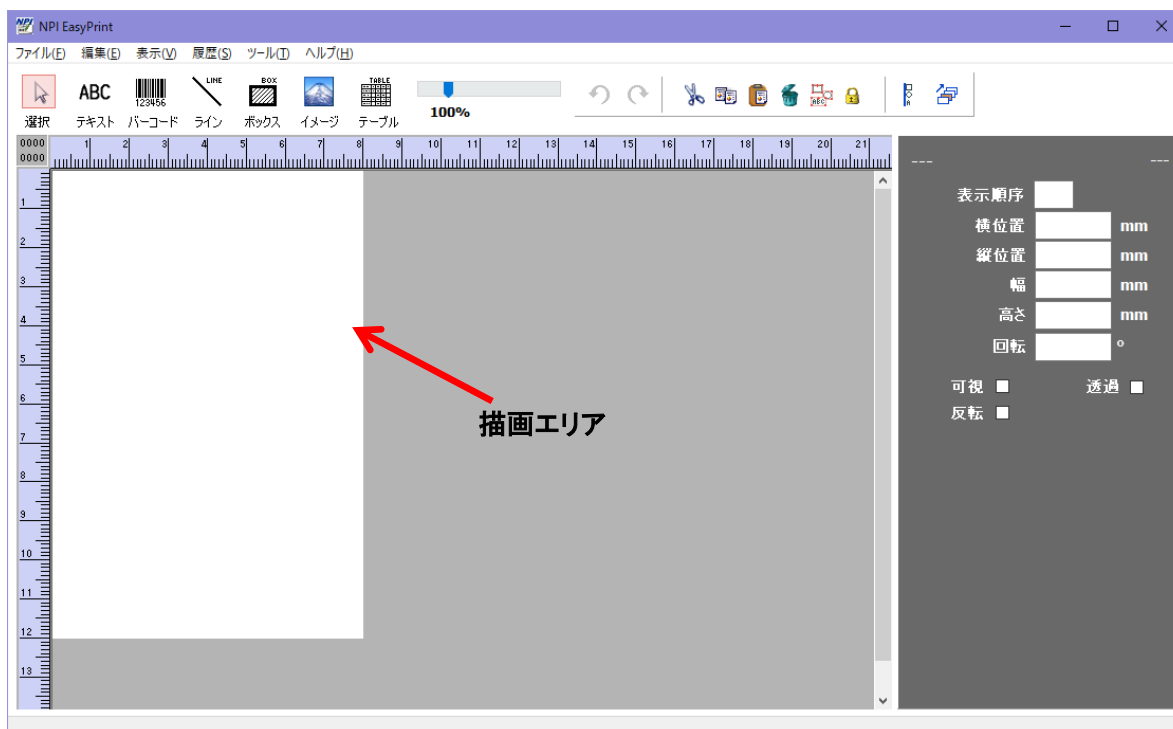 NPI EasyPrint
ファイル(F) 編集(E) 表示(V) 履歴(S) ツール(T) ヘルプ(H)
ABC 123456 LINE BOX TABLE
選択 テキスト バーコード ライン ボックス イメージ テーブル 100%
0000 1 2 3 4 5 6 7 8 9 10 11 12 13 14 15 16 17 18 19 20 21
0000
--- ---
表示順序
横位置 mm
縦位置 mm
幅 mm
高さ mm
回転 °
可視 透過
反転
1
2
3
4
5
6
7
8
9
10
11
12
13
描画エリア